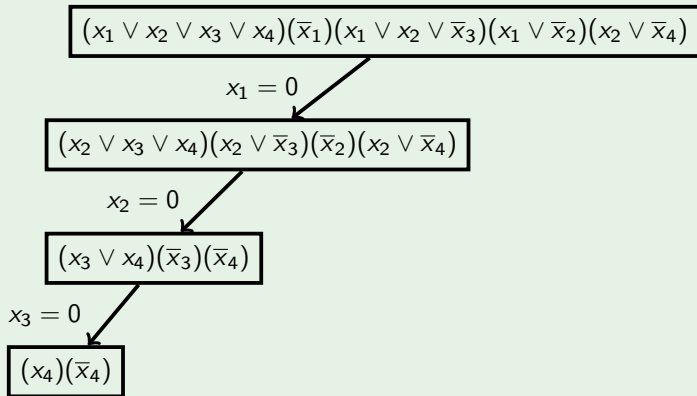 (x₁ ∨ x₂ ∨ x₃ ∨ x₄)(x̅₁)(x₁ ∨ x₂ ∨ x̅₃)(x₁ ∨ x̅₂)(x₂ ∨ x̅₄)
x₁ = 0
(x₂ ∨ x₃ ∨ x₄)(x₂ ∨ x̅₃)(x̅₂)(x₂ ∨ x̅₄)
x₂ = 0
(x₃ ∨ x₄)(x̅₃)(x̅₄)
x₃ = 0
(x₄)(x̅₄)